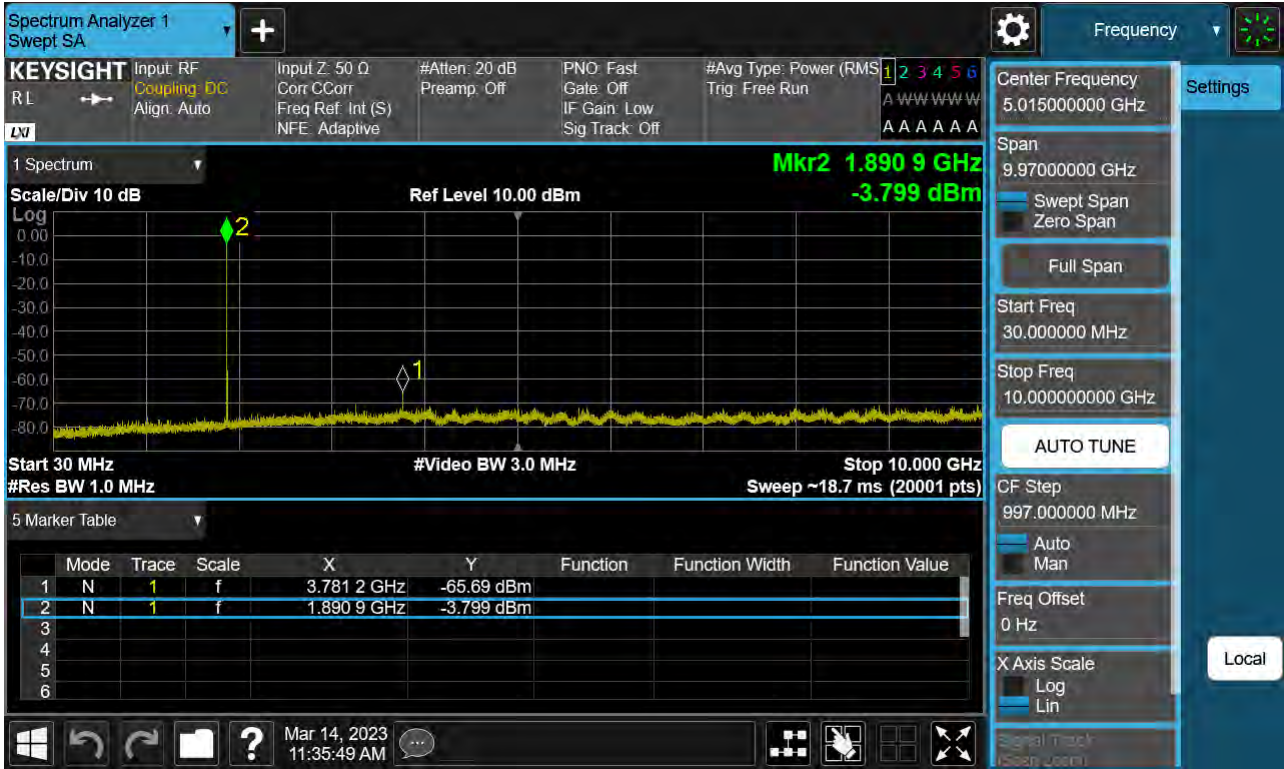 Spectrum Analyzer 1
Swept SA
+
Frequency
KEYSIGHT
RL
LXI
Input: RF
Coupling: DC
Align: Auto
Input Z: 50 Ω
Corr CCorr
Freq Ref: Int (S)
NFE: Adaptive
#Atten: 20 dB
Preamp: Off
PNO: Fast
Gate: Off
IF Gain: Low
Sig Track: Off
#Avg Type: Power (RMS
Trig: Free Run
1 2 3 4 5 6
A W W W W W
A A A A A A
1 Spectrum
Scale/Div 10 dB
Ref Level 10.00 dBm
Mkr2 1.890 9 GHz
-3.799 dBm
Log
0.00
-10.0
-20.0
-30.0
-40.0
-50.0
-60.0
-70.0
-80.0
2
1
Start 30 MHz
#Video BW 3.0 MHz
Stop 10.000 GHz
#Res BW 1.0 MHz
Sweep ~18.7 ms (20001 pts)
5 Marker Table
Mode Trace Scale X Y Function Function Width Function Value
1 N 1 f 3.781 2 GHz -65.69 dBm
2 N 1 f 1.890 9 GHz -3.799 dBm
3
4
5
6
Mar 14, 2023
11:35:49 AM
?
Center Frequency
5.015000000 GHz
Settings
Span
9.97000000 GHz
Swept Span
Zero Span
Full Span
Start Freq
30.000000 MHz
Stop Freq
10.000000000 GHz
AUTO TUNE
CF Step
997.000000 MHz
Auto
Man
Freq Offset
0 Hz
X Axis Scale
Log
Lin
Local
Signal Track
(Span Zoom)